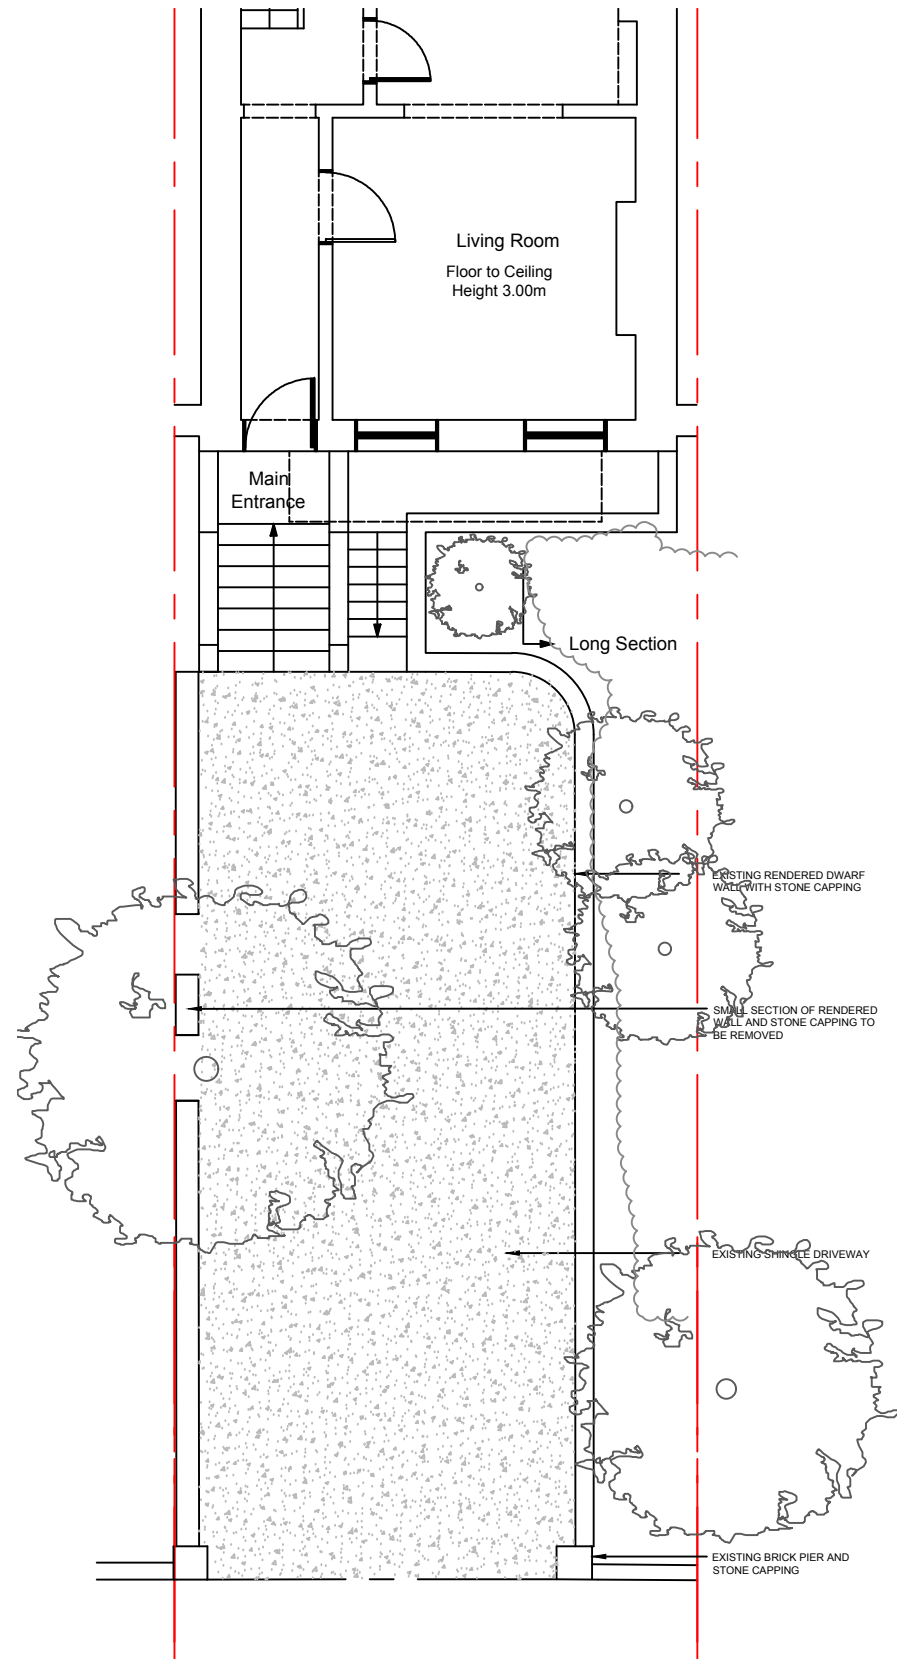 Living Room
Floor to Ceiling
Height 3.00m
Main
Entrance
Long Section
EXISTING RENDERED DWARF
WALL WITH STONE CAPPING
SMALL SECTION OF RENDERED
WALL AND STONE CAPPING TO
BE REMOVED
EXISTING SHINGLE DRIVEWAY
EXISTING BRICK PIER AND
STONE CAPPING